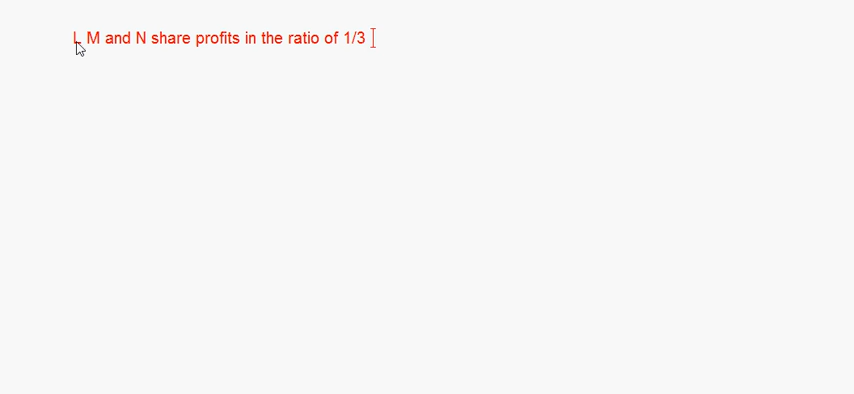 L, M and N share profits in the ratio of 1/3